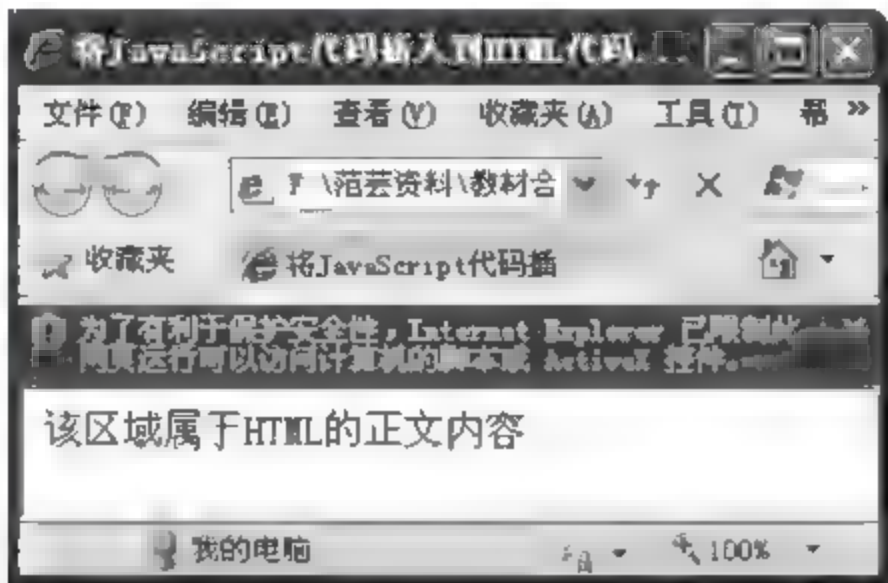 将JavaScript代码插入到HTML代码...
文件(F) 编辑(E) 查看(V) 收藏夹(A) 工具(T) 帮 »
\范芸资料\教材合
收藏夹 将JavaScript代码插
为了有利于保护安全性，Internet Explorer 已限制此
网页运行可以访问计算机的脚本或 ActiveX 控件。
该区域属于HTML的正文内容
我的电脑 100%